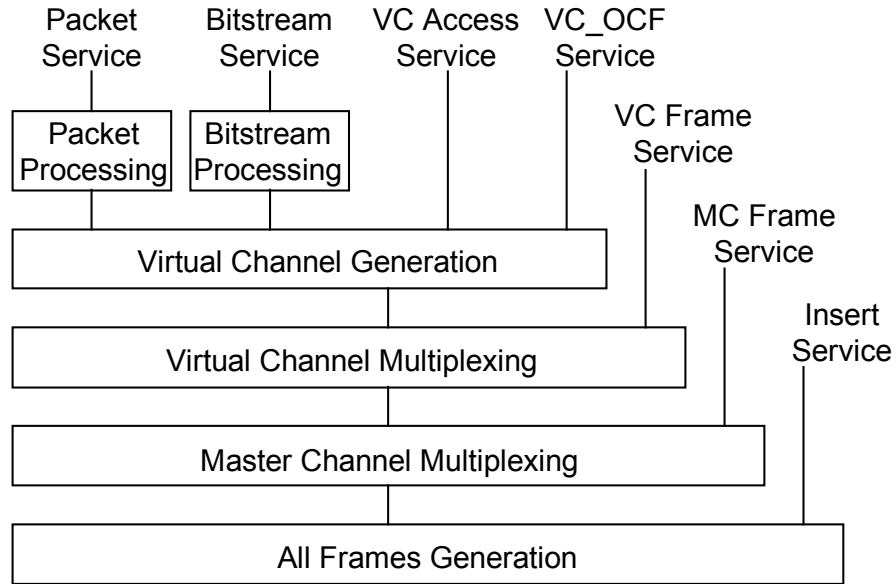 Packet
Service
Bitstream
Service
VC Access
Service
VC_OCF
Service
VC Frame
Service
MC Frame
Service
Insert
Service
Packet
Processing
Bitstream
Processing
Virtual Channel Generation
Virtual Channel Multiplexing
Master Channel Multiplexing
All Frames Generation